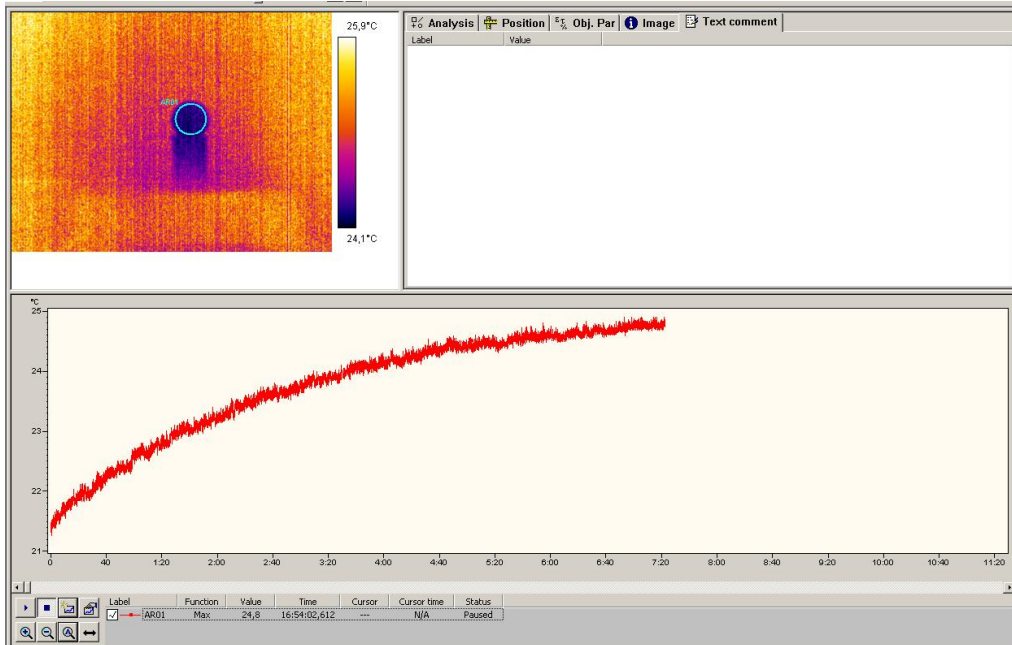 25,9°C
AR01
24,1°C
Analysis Position Obj. Par Image Text comment
Label Value
°C
25
24
23
22
21
0 40 1:20 2:00 2:40 3:20 4:00 4:40 5:20 6:00 6:40 7:20 8:00 8:40 9:20 10:00 10:40 11:20
Label Function Value Time Cursor Cursor time Status
AR01 Max 24,8 16:54:02,612 --- N/A Paused